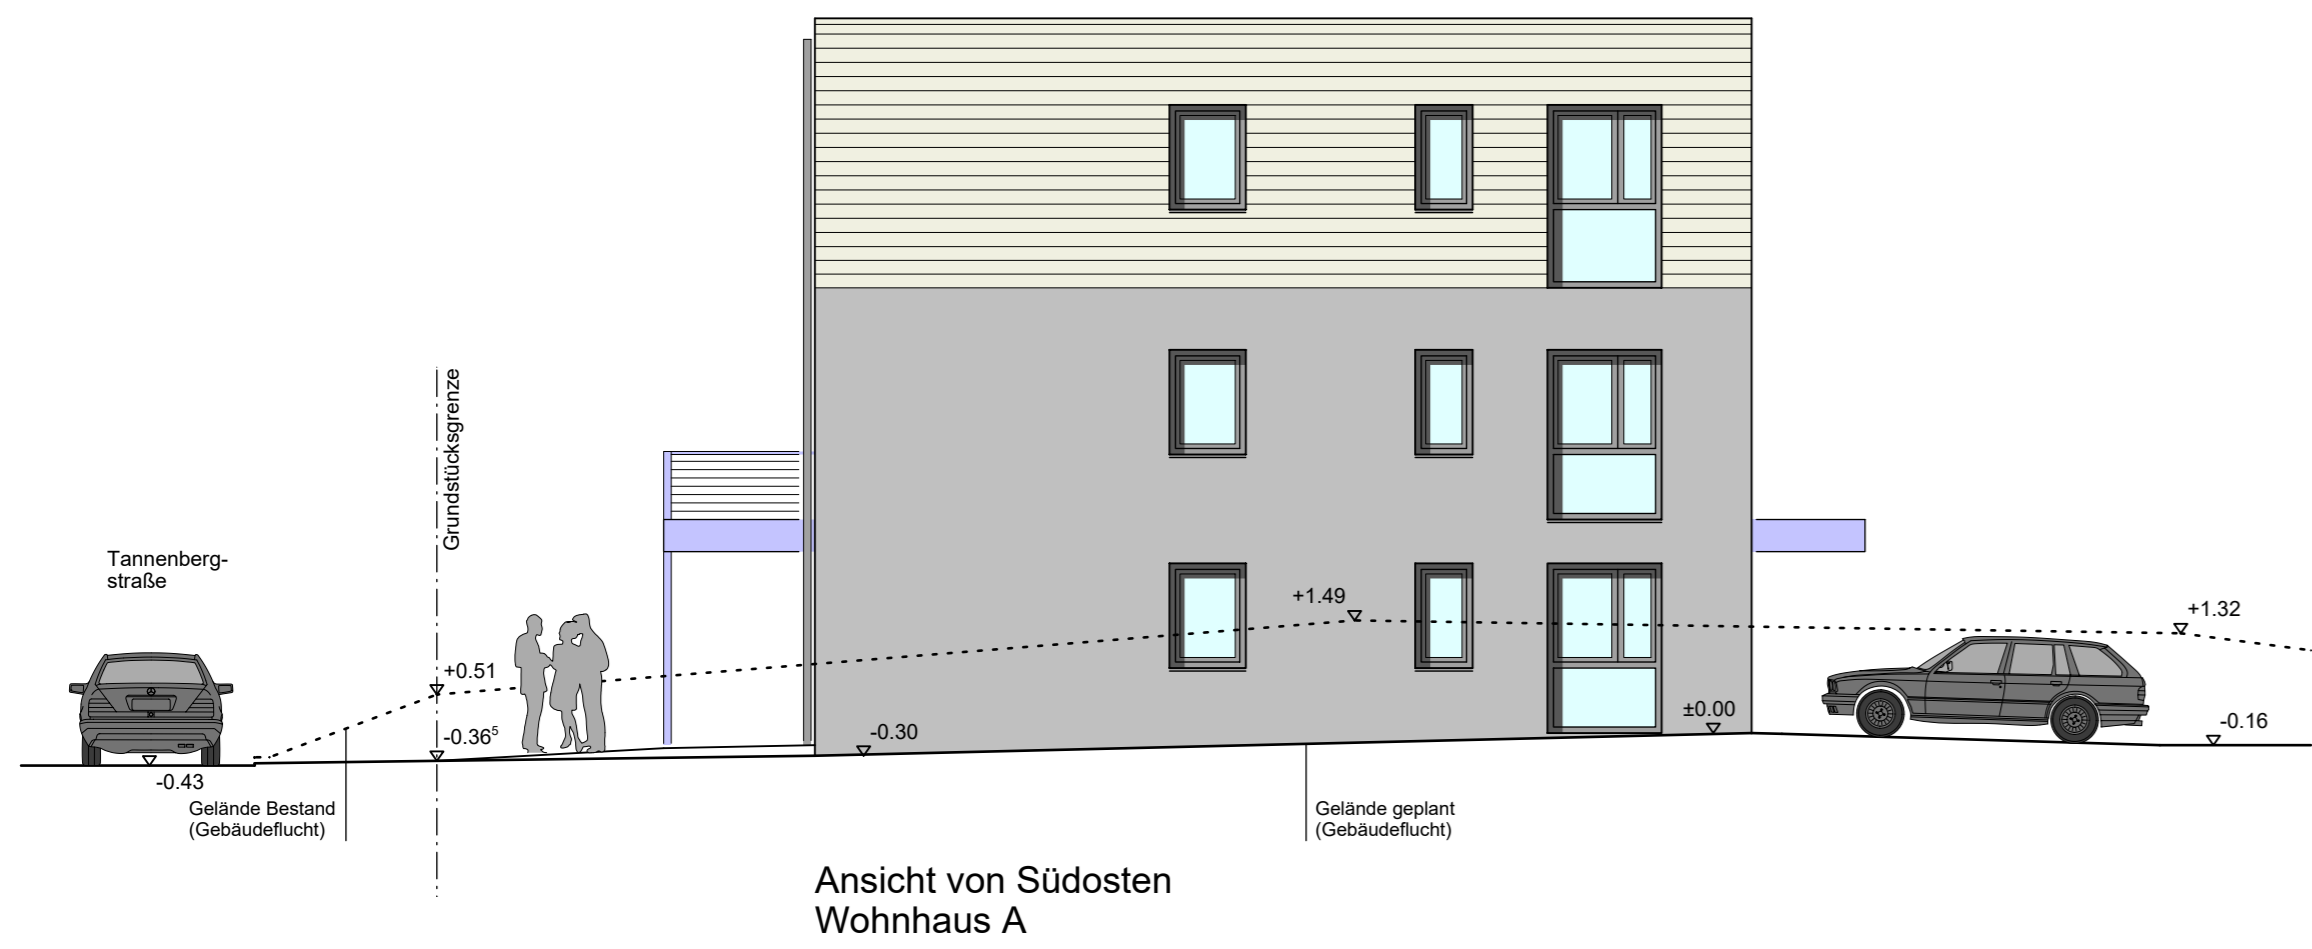 Grundstücksgrenze
Tannenberg-
straße
+1.49
+1.32
+0.51
±0.00
-0.16
-0.30
-0.36⁵
-0.43
Gelände Bestand
(Gebäudeflucht)
Gelände geplant
(Gebäudeflucht)
Ansicht von Südosten
Wohnhaus A